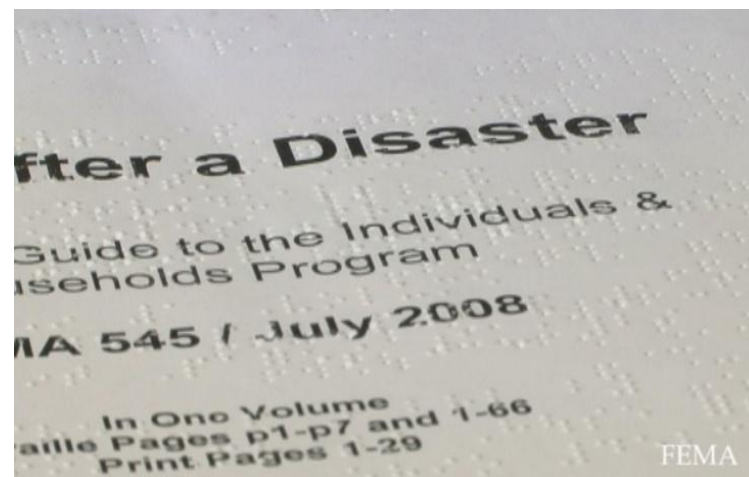 fter a Disaster
Guide to the Individuals &
useholds Program
MA 545 / July 2008
In One Volume
aille Pages p1-p7 and 1-66
Print Pages 1-29
FEMA